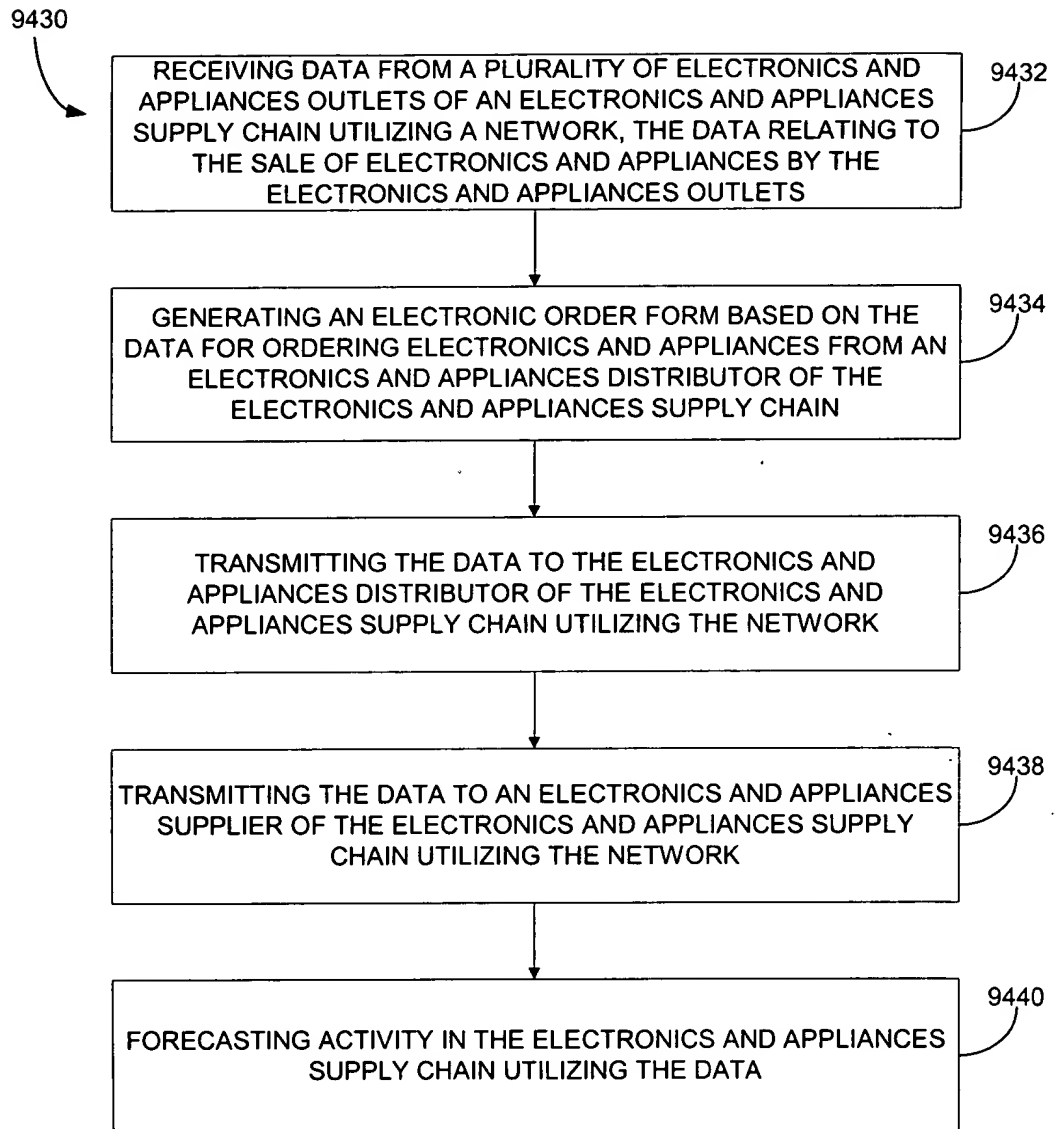 9430
RECEIVING DATA FROM A PLURALITY OF ELECTRONICS AND
APPLIANCES OUTLETS OF AN ELECTRONICS AND APPLIANCES
SUPPLY CHAIN UTILIZING A NETWORK, THE DATA RELATING TO
THE SALE OF ELECTRONICS AND APPLIANCES BY THE
ELECTRONICS AND APPLIANCES OUTLETS
9432
GENERATING AN ELECTRONIC ORDER FORM BASED ON THE
DATA FOR ORDERING ELECTRONICS AND APPLIANCES FROM AN
ELECTRONICS AND APPLIANCES DISTRIBUTOR OF THE
ELECTRONICS AND APPLIANCES SUPPLY CHAIN
9434
TRANSMITTING THE DATA TO THE ELECTRONICS AND
APPLIANCES DISTRIBUTOR OF THE ELECTRONICS AND
APPLIANCES SUPPLY CHAIN UTILIZING THE NETWORK
9436
TRANSMITTING THE DATA TO AN ELECTRONICS AND APPLIANCES
SUPPLIER OF THE ELECTRONICS AND APPLIANCES SUPPLY
CHAIN UTILIZING THE NETWORK
9438
FORECASTING ACTIVITY IN THE ELECTRONICS AND APPLIANCES
SUPPLY CHAIN UTILIZING THE DATA
9440